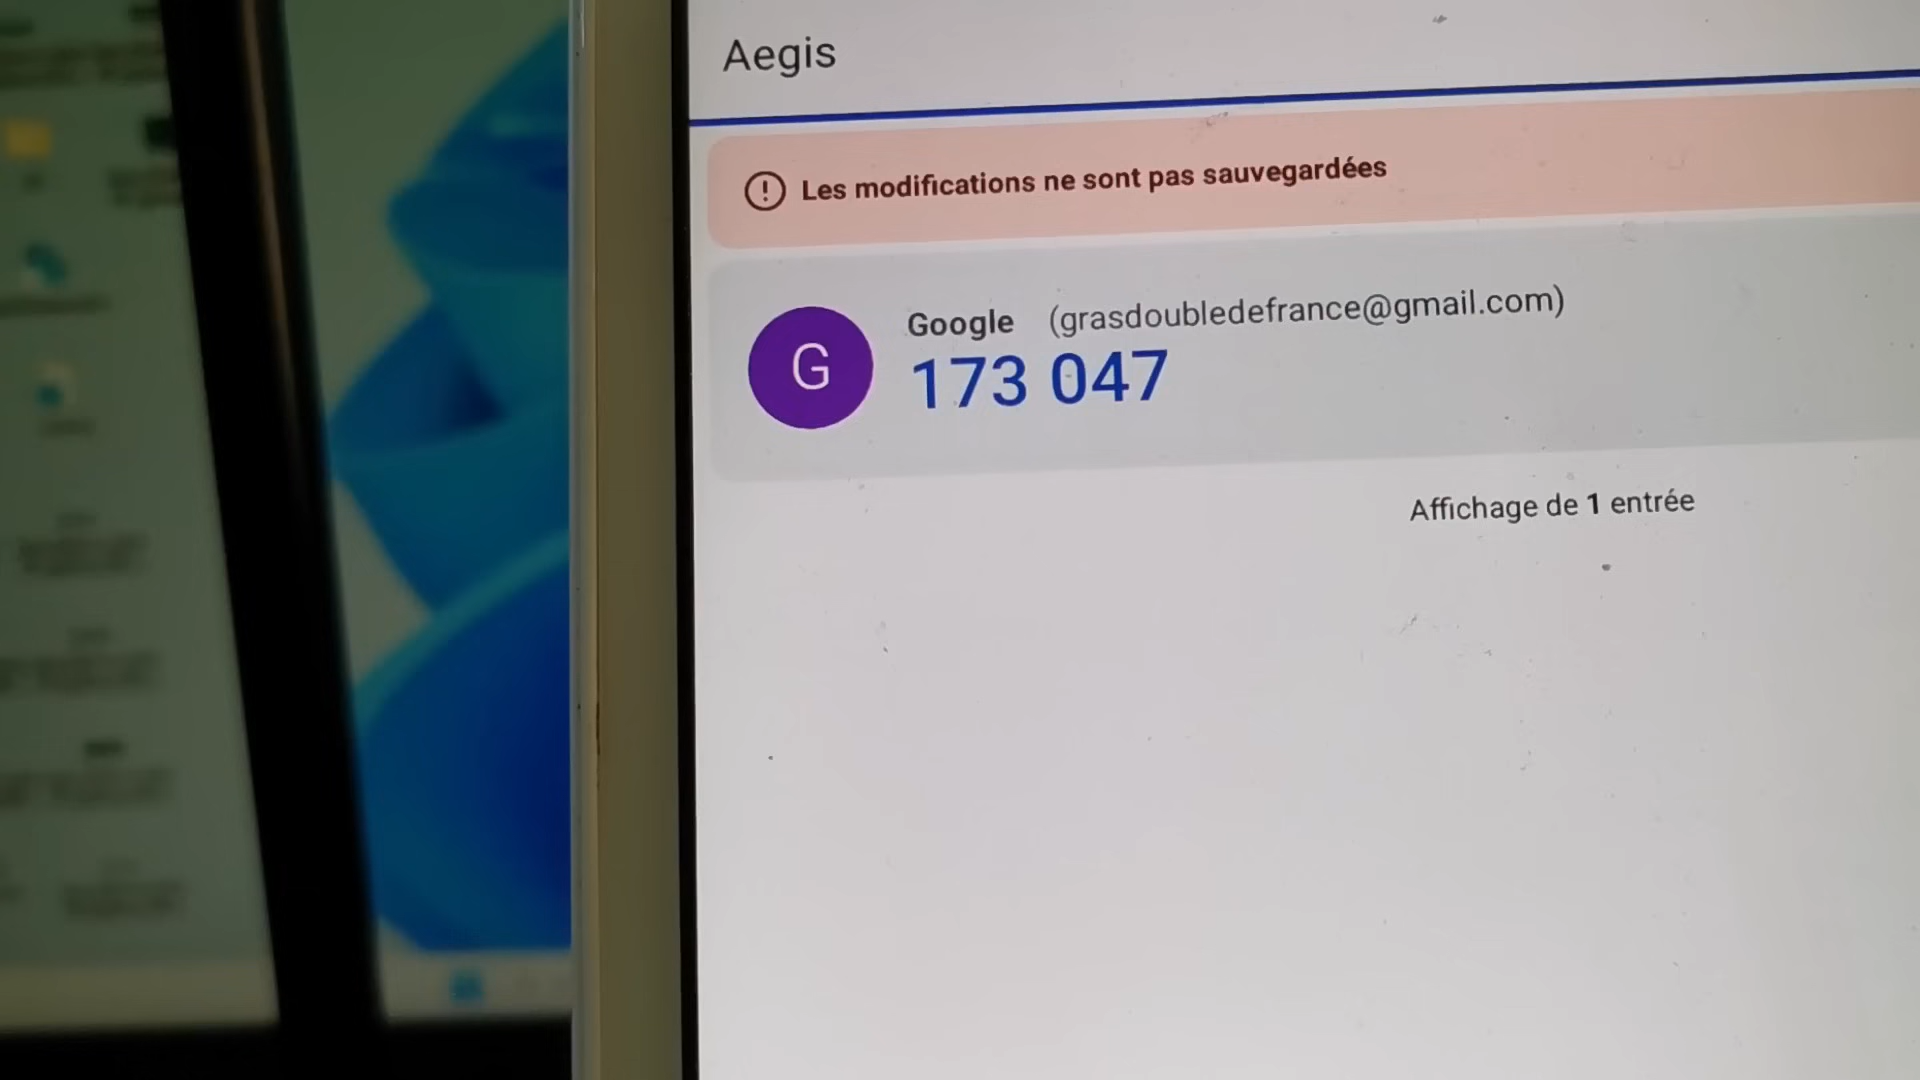 Aegis
Les modifications ne sont pas sauvegardées
G
Google (grasdoubledefrance@gmail.com)
173 047
Affichage de 1 entrée